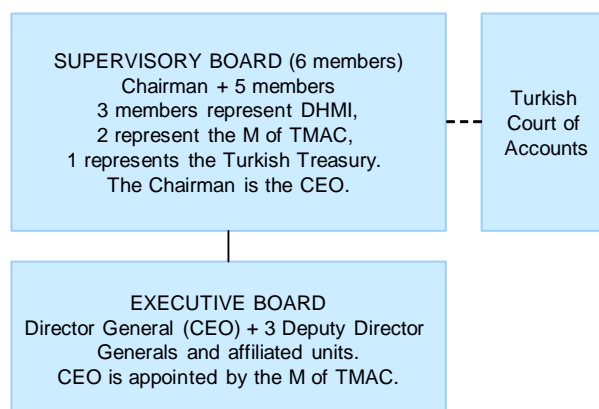 SUPERVISORY BOARD (6 members)
Chairman + 5 members
3 members represent DHMI,
2 represent the M of TMAC,
1 represents the Turkish Treasury.
The Chairman is the CEO.
Turkish
Court of
Accounts
EXECUTIVE BOARD
Director General (CEO) + 3 Deputy Director
Generals and affiliated units.
CEO is appointed by the M of TMAC.